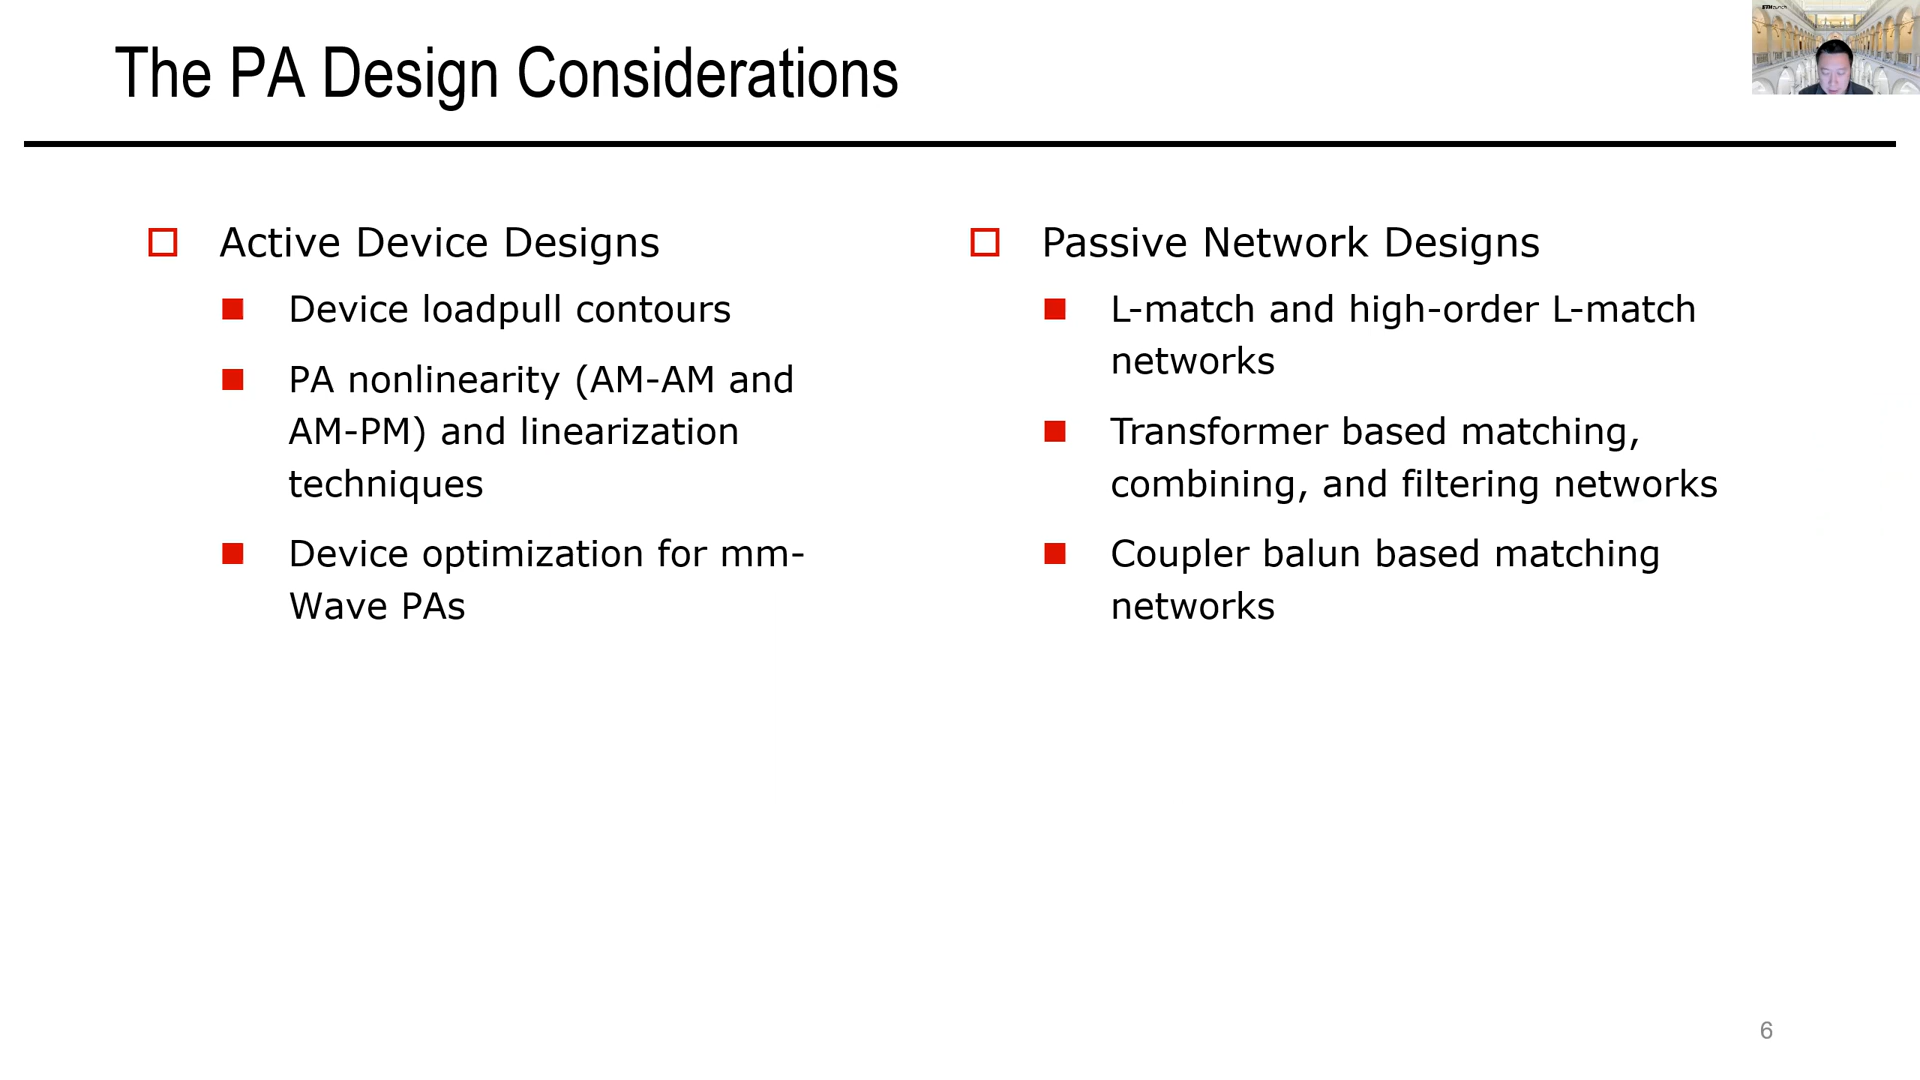 The PA Design Considerations
Active Device Designs
Device loadpull contours
PA nonlinearity (AM-AM and
AM-PM) and linearization
techniques
Device optimization for mm-
Wave PAs
Passive Network Designs
L-match and high-order L-match
networks
Transformer based matching,
combining, and filtering networks
Coupler balun based matching
networks
6